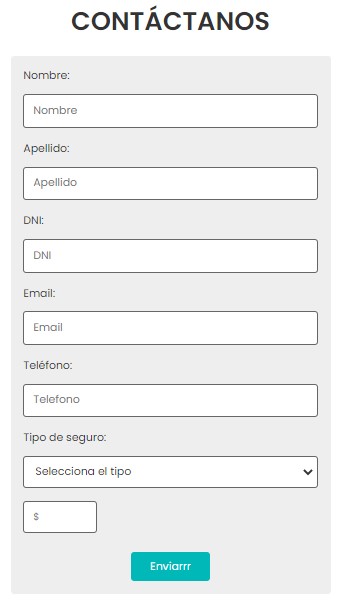 CONTÁCTANOS
Nombre:
Nombre
Apellido:
Apellido
DNI:
DNI
Email:
Email
Teléfono:
Telefono
Tipo de seguro:
Selecciona el tipo
$
Enviarrr